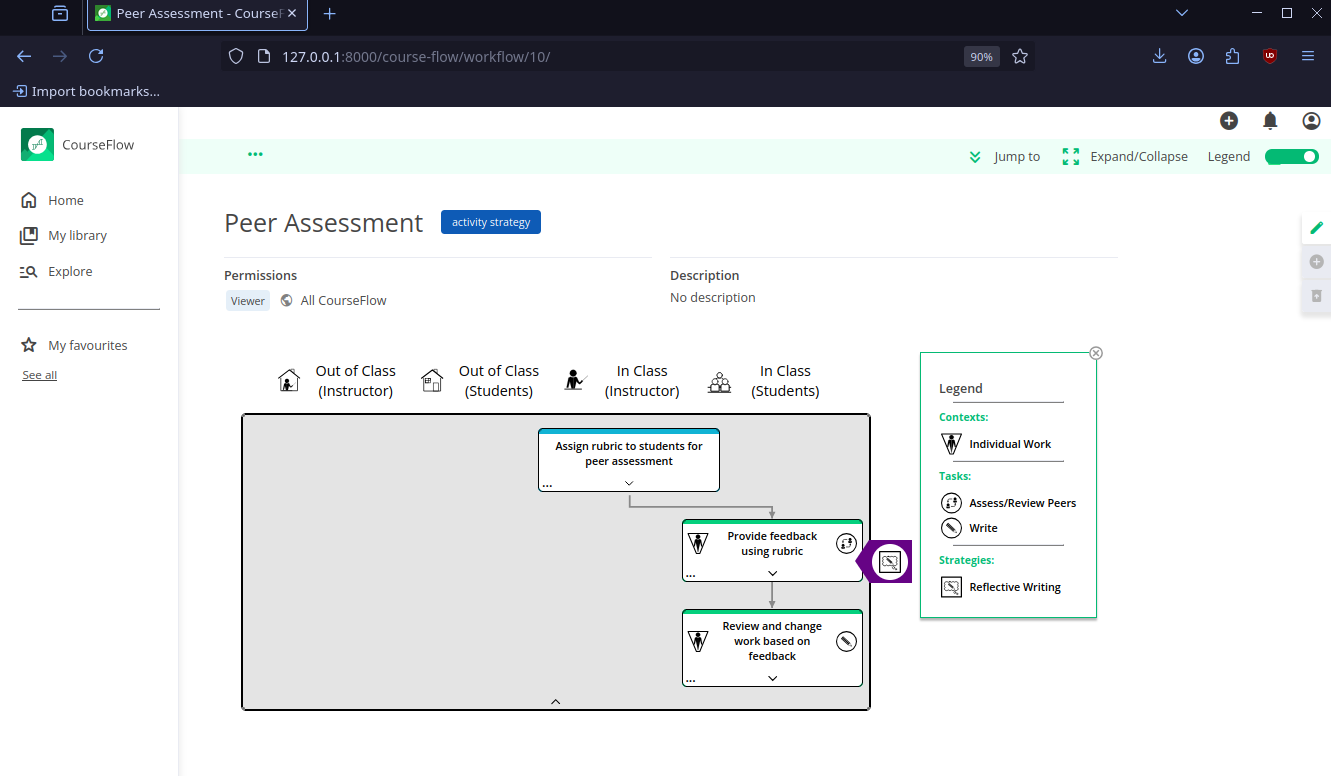 Peer Assessment - CourseF
127.0.0.1:8000/course-flow/workflow/10/
90%
Import bookmarks...
CourseFlow
Home
My library
Explore
My favourites
See all
Jump to
Expand/Collapse
Legend
Peer Assessment
activity strategy
Permissions
Viewer
All CourseFlow
Description
No description
Out of Class
(Instructor)
Out of Class
(Students)
In Class
(Instructor)
In Class
(Students)
Assign rubric to students for
peer assessment
...
Provide feedback
using rubric
...
Review and change
work based on
feedback
...
Legend
Contexts:
Individual Work
Tasks:
Assess/Review Peers
Write
Strategies:
Reflective Writing